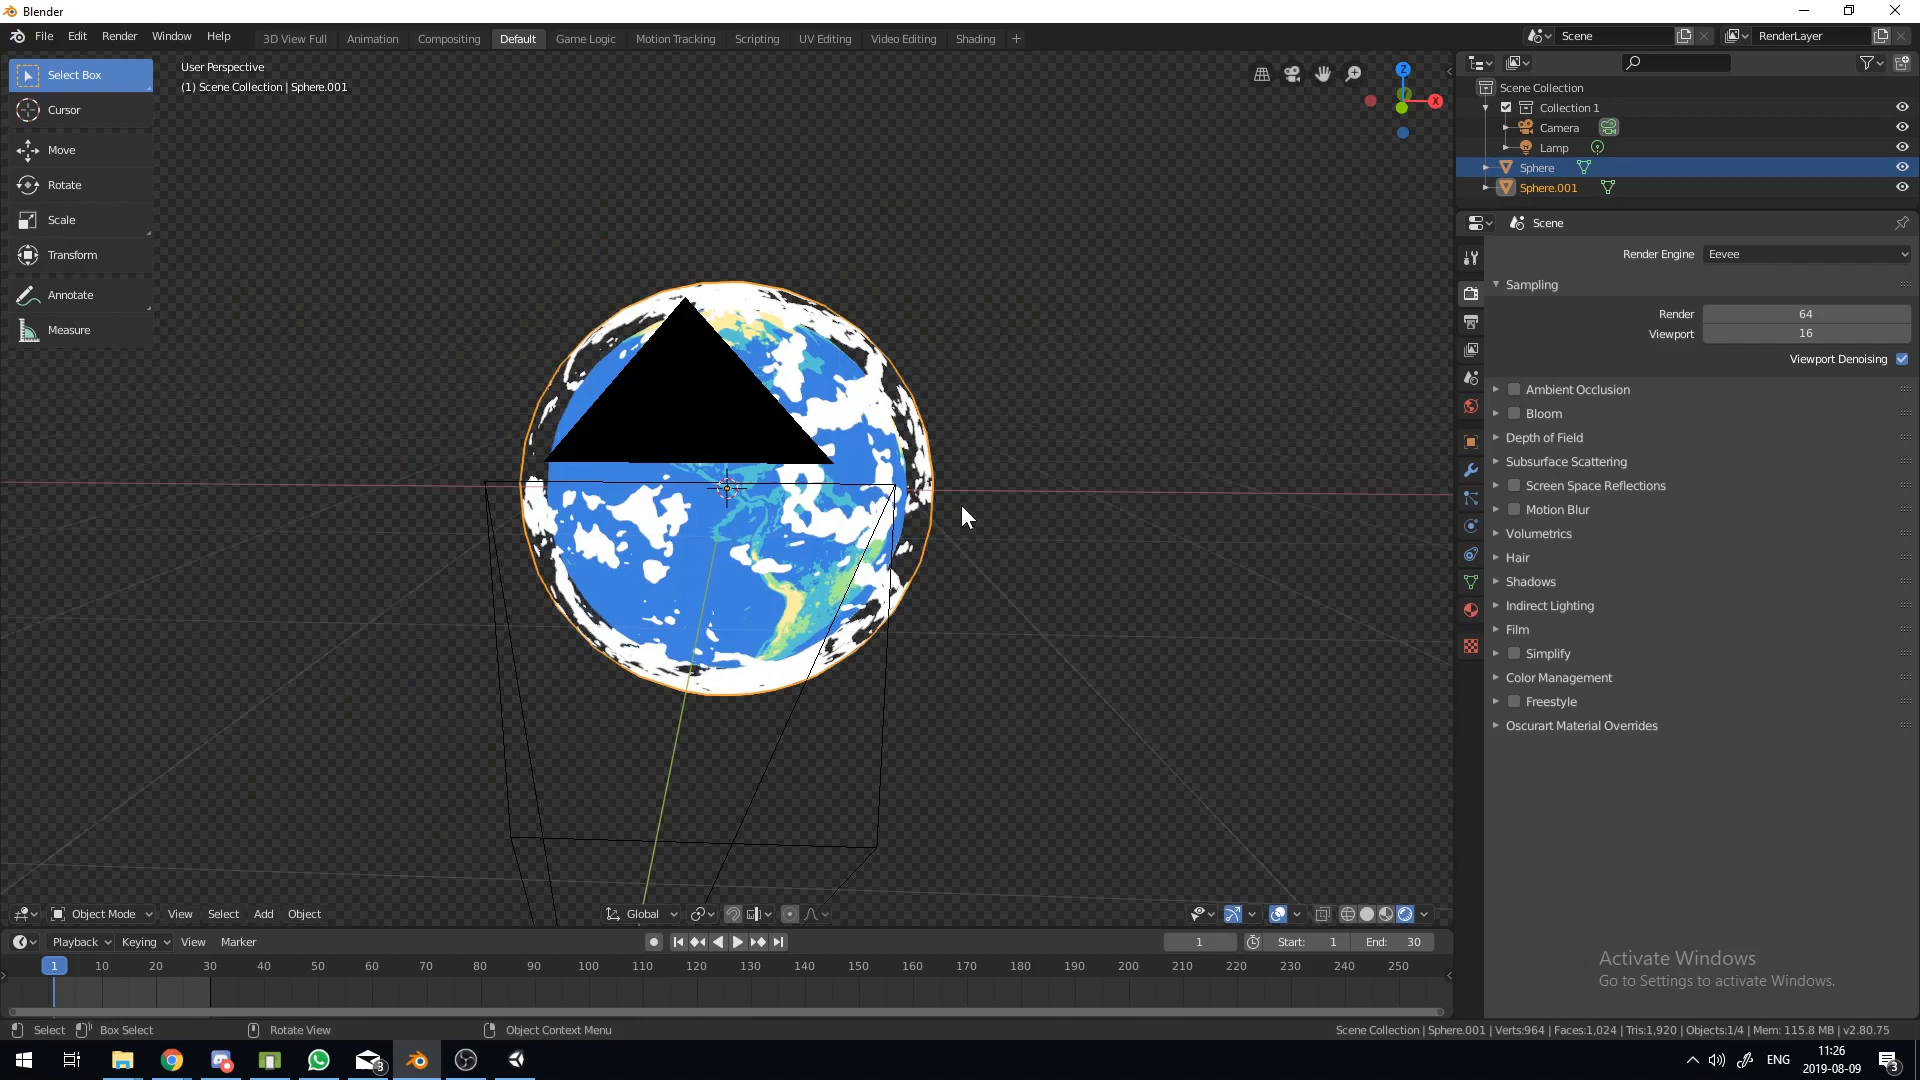 Blender
File Edit Render Window Help
3D View Full Animation Compositing Default Game Logic Motion Tracking Scripting UV Editing Video Editing Shading +
Scene
RenderLayer
Select Box
Cursor
Move
Rotate
Scale
Transform
Annotate
Measure
User Perspective
(1) Scene Collection | Sphere.001
Z
X
Scene Collection
Collection 1
Camera
Lamp
Sphere
Sphere.001
Scene
Render Engine Eevee
Sampling
Render 64
Viewport 16
Viewport Denoising
Ambient Occlusion
Bloom
Depth of Field
Subsurface Scattering
Screen Space Reflections
Motion Blur
Volumetrics
Hair
Shadows
Indirect Lighting
Film
Simplify
Color Management
Freestyle
Oscurart Material Overrides
Activate Windows
Go to Settings to activate Windows.
Object Mode View Select Add Object
Global
Playback Keying View Marker
1 Start: 1 End: 30
1 10 20 30 40 50 60 70 80 90 100 110 120 130 140 150 160 170 180 190 200 210 220 230 240 250
Select Box Select Rotate View Object Context Menu
Scene Collection | Sphere.001 | Verts:964 | Faces:1,024 | Tris:1,920 | Objects:1/4 | Mem: 115.8 MB | v2.80.75
3
ENG
11:26
2019-08-09
3